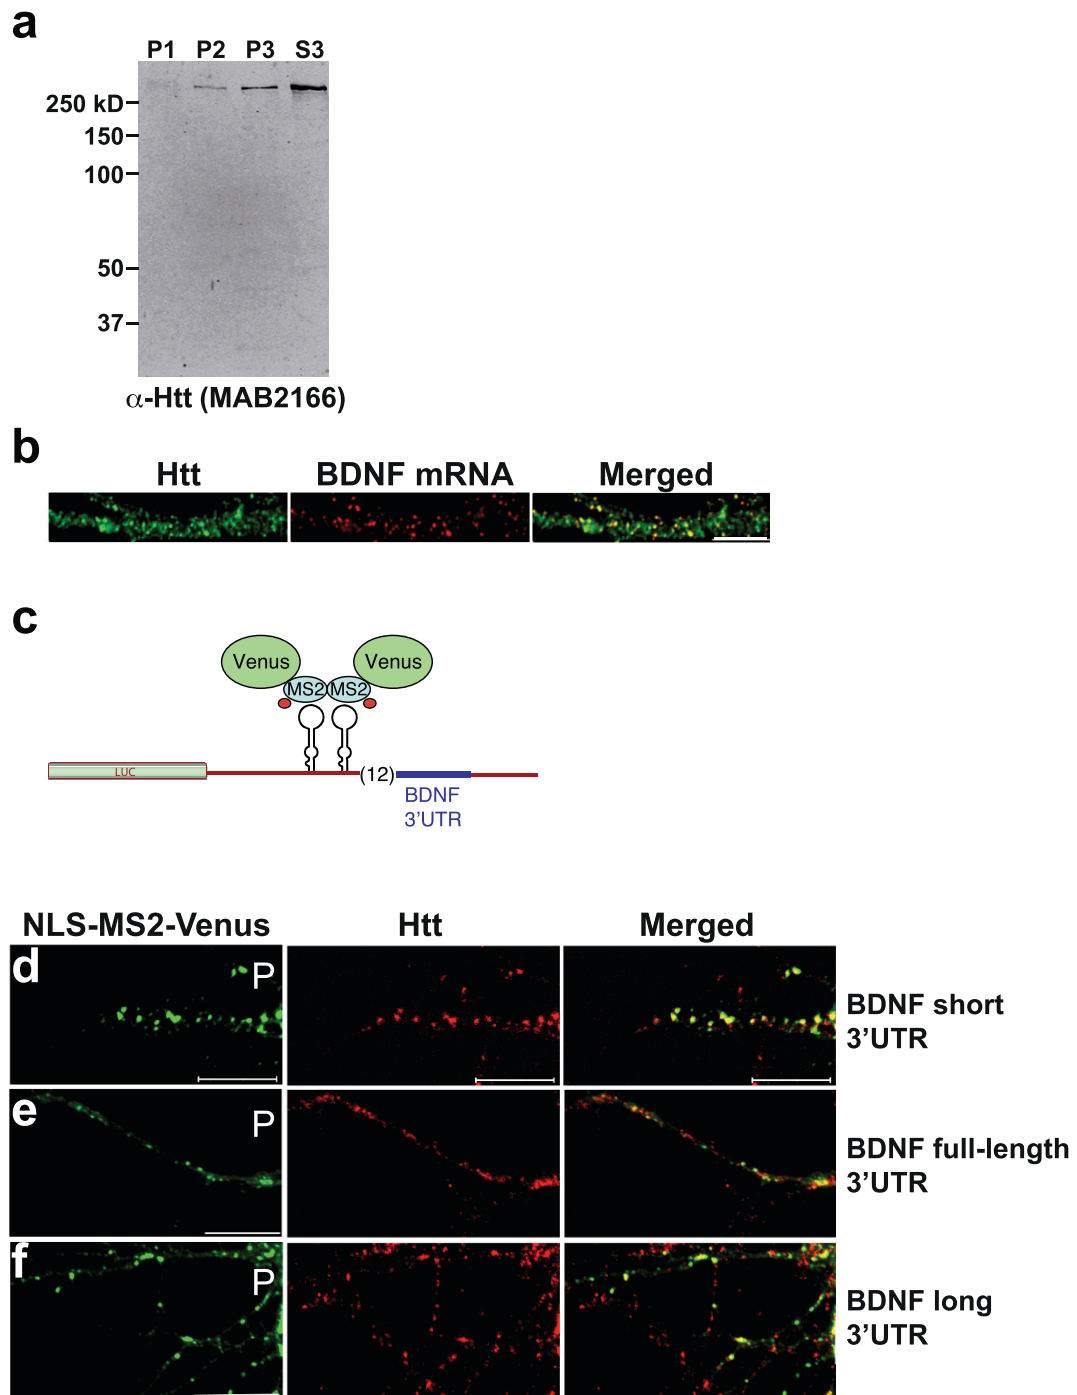 a
P1 P2 P3 S3
250 kD
150
100
50
37
α-Htt (MAB2166)
b
Htt BDNF mRNA Merged
c
Venus Venus
MS2 MS2
LUC
(12)
BDNF
3'UTR
NLS-MS2-Venus Htt Merged
d P
BDNF short
3'UTR
e P
BDNF full-length
3'UTR
f P
BDNF long
3'UTR